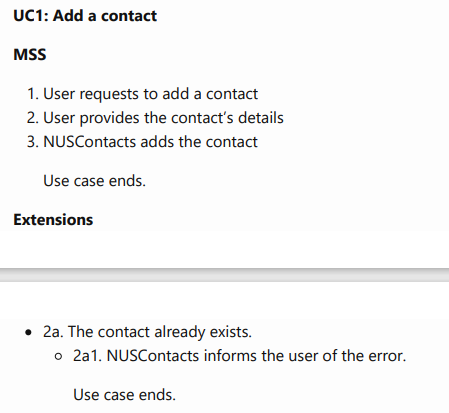 UC1: Add a contact
MSS
1. User requests to add a contact
2. User provides the contact's details
3. NUSContacts adds the contact
Use case ends.
Extensions
• 2a. The contact already exists.
◦ 2a1. NUSContacts informs the user of the error.
Use case ends.